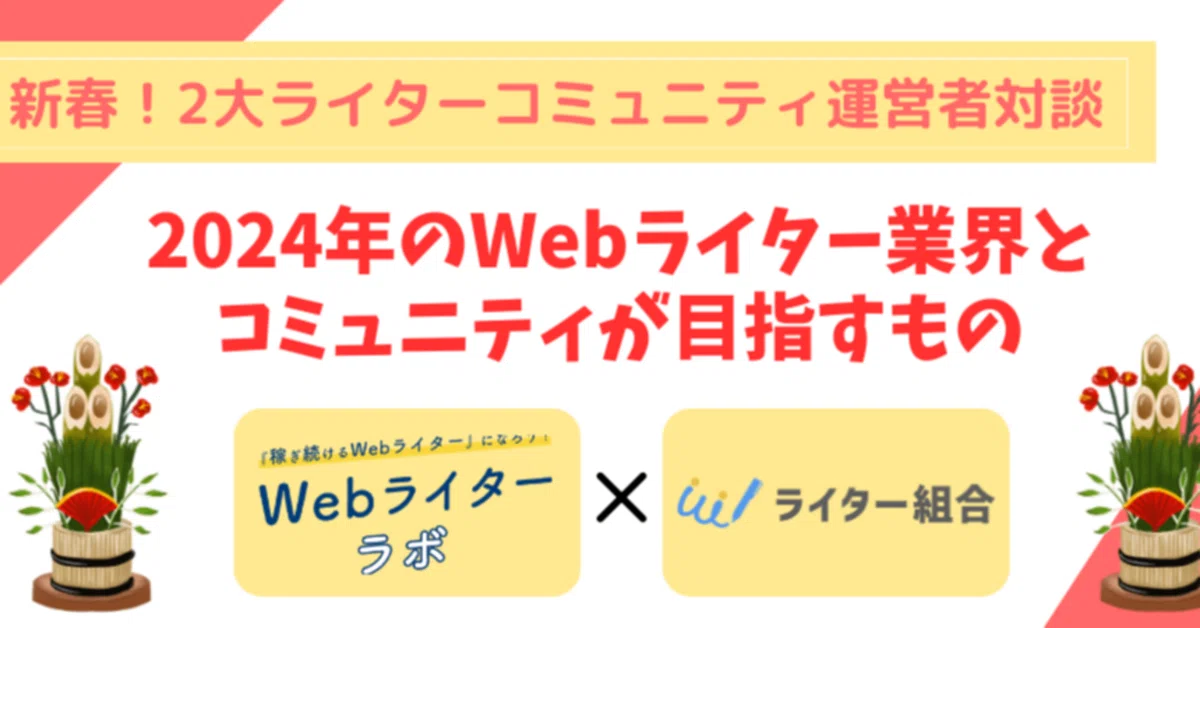 新春！2大ライターコミュニティ運営者対談
2024年のWebライター業界と
コミュニティが目指すもの
「稼ぎ続けるWebライター」になろう！
Webライター
ラボ
×
ライター組合